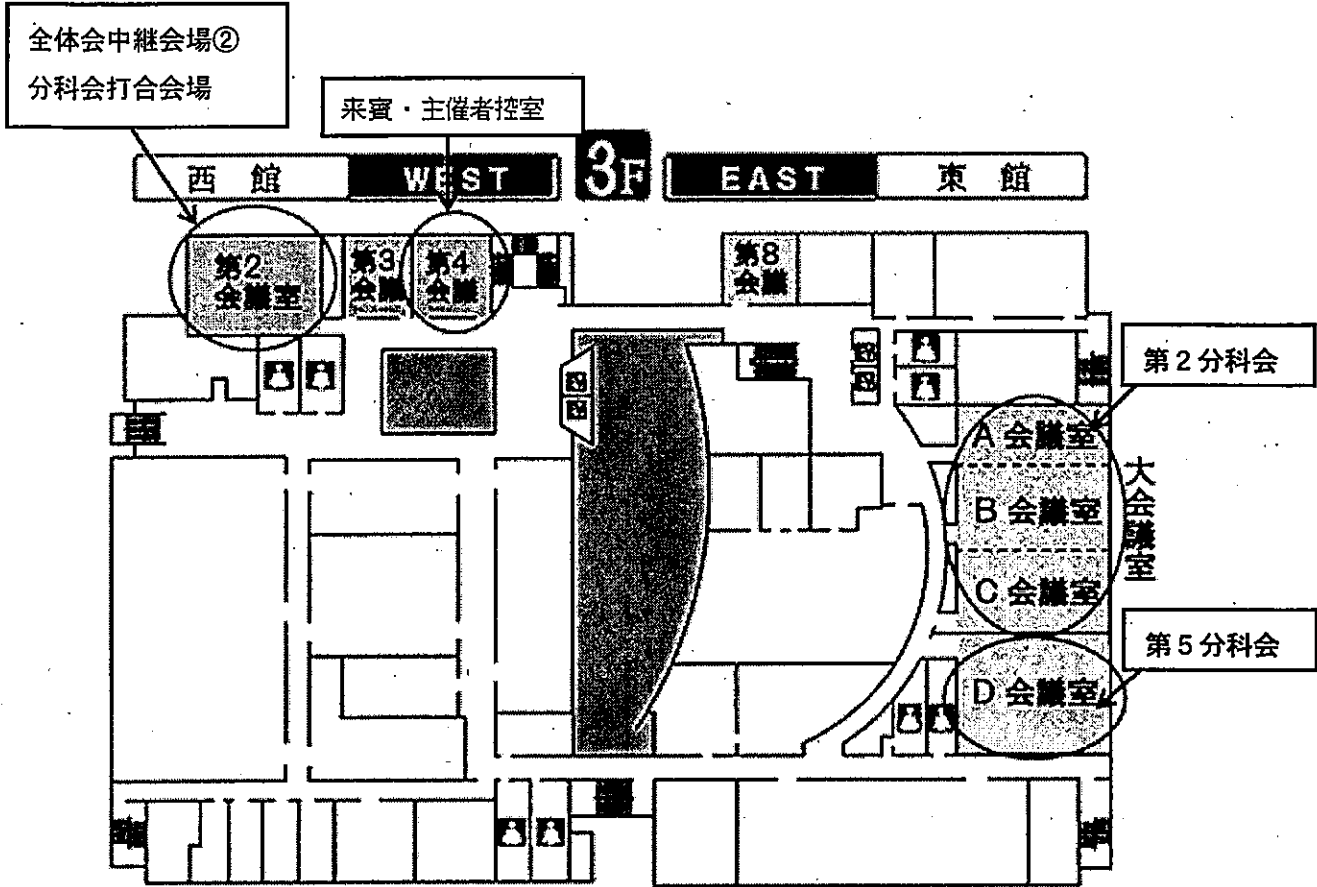 全体会中継会場②
分科会打合会場
来賓・主催者控室
西館 WEST 3F EAST 東館
第2
会議室
第3
会議
第4
会議
第8
会議
第2分科会
A 会議室
B 会議室
C 会議室
大会議室
第5分科会
D 会議室